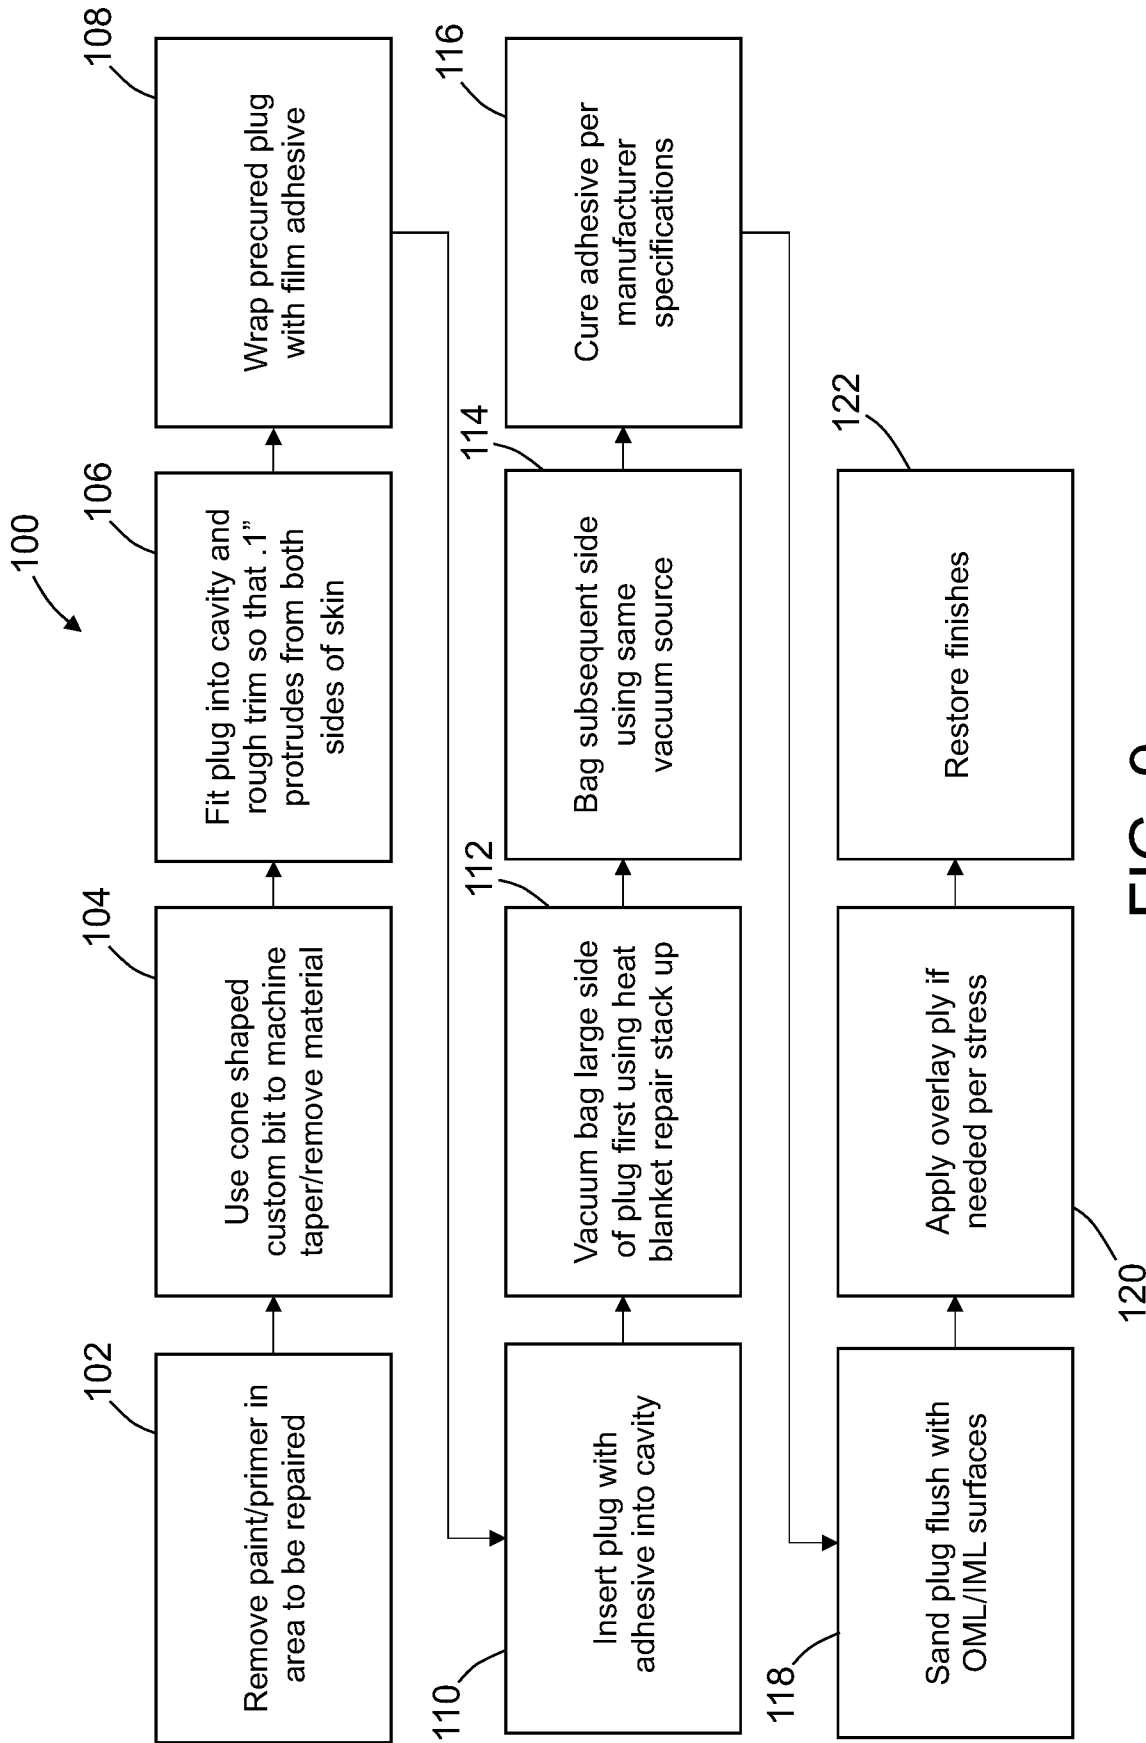 100
102
Remove paint/primer in
area to be repaired
104
Use cone shaped
custom bit to machine
taper/remove material
106
Fit plug into cavity and
rough trim so that .1”
protrudes from both
sides of skin
108
Wrap precured plug
with film adhesive
110
Insert plug with
adhesive into cavity
112
Vacuum bag large side
of plug first using heat
blanket repair stack up
114
Bag subsequent side
using same
vacuum source
116
Cure adhesive per
manufacturer
specifications
118
Sand plug flush with
OML/IML surfaces
120
Apply overlay ply if
needed per stress
122
Restore finishes
FIG.